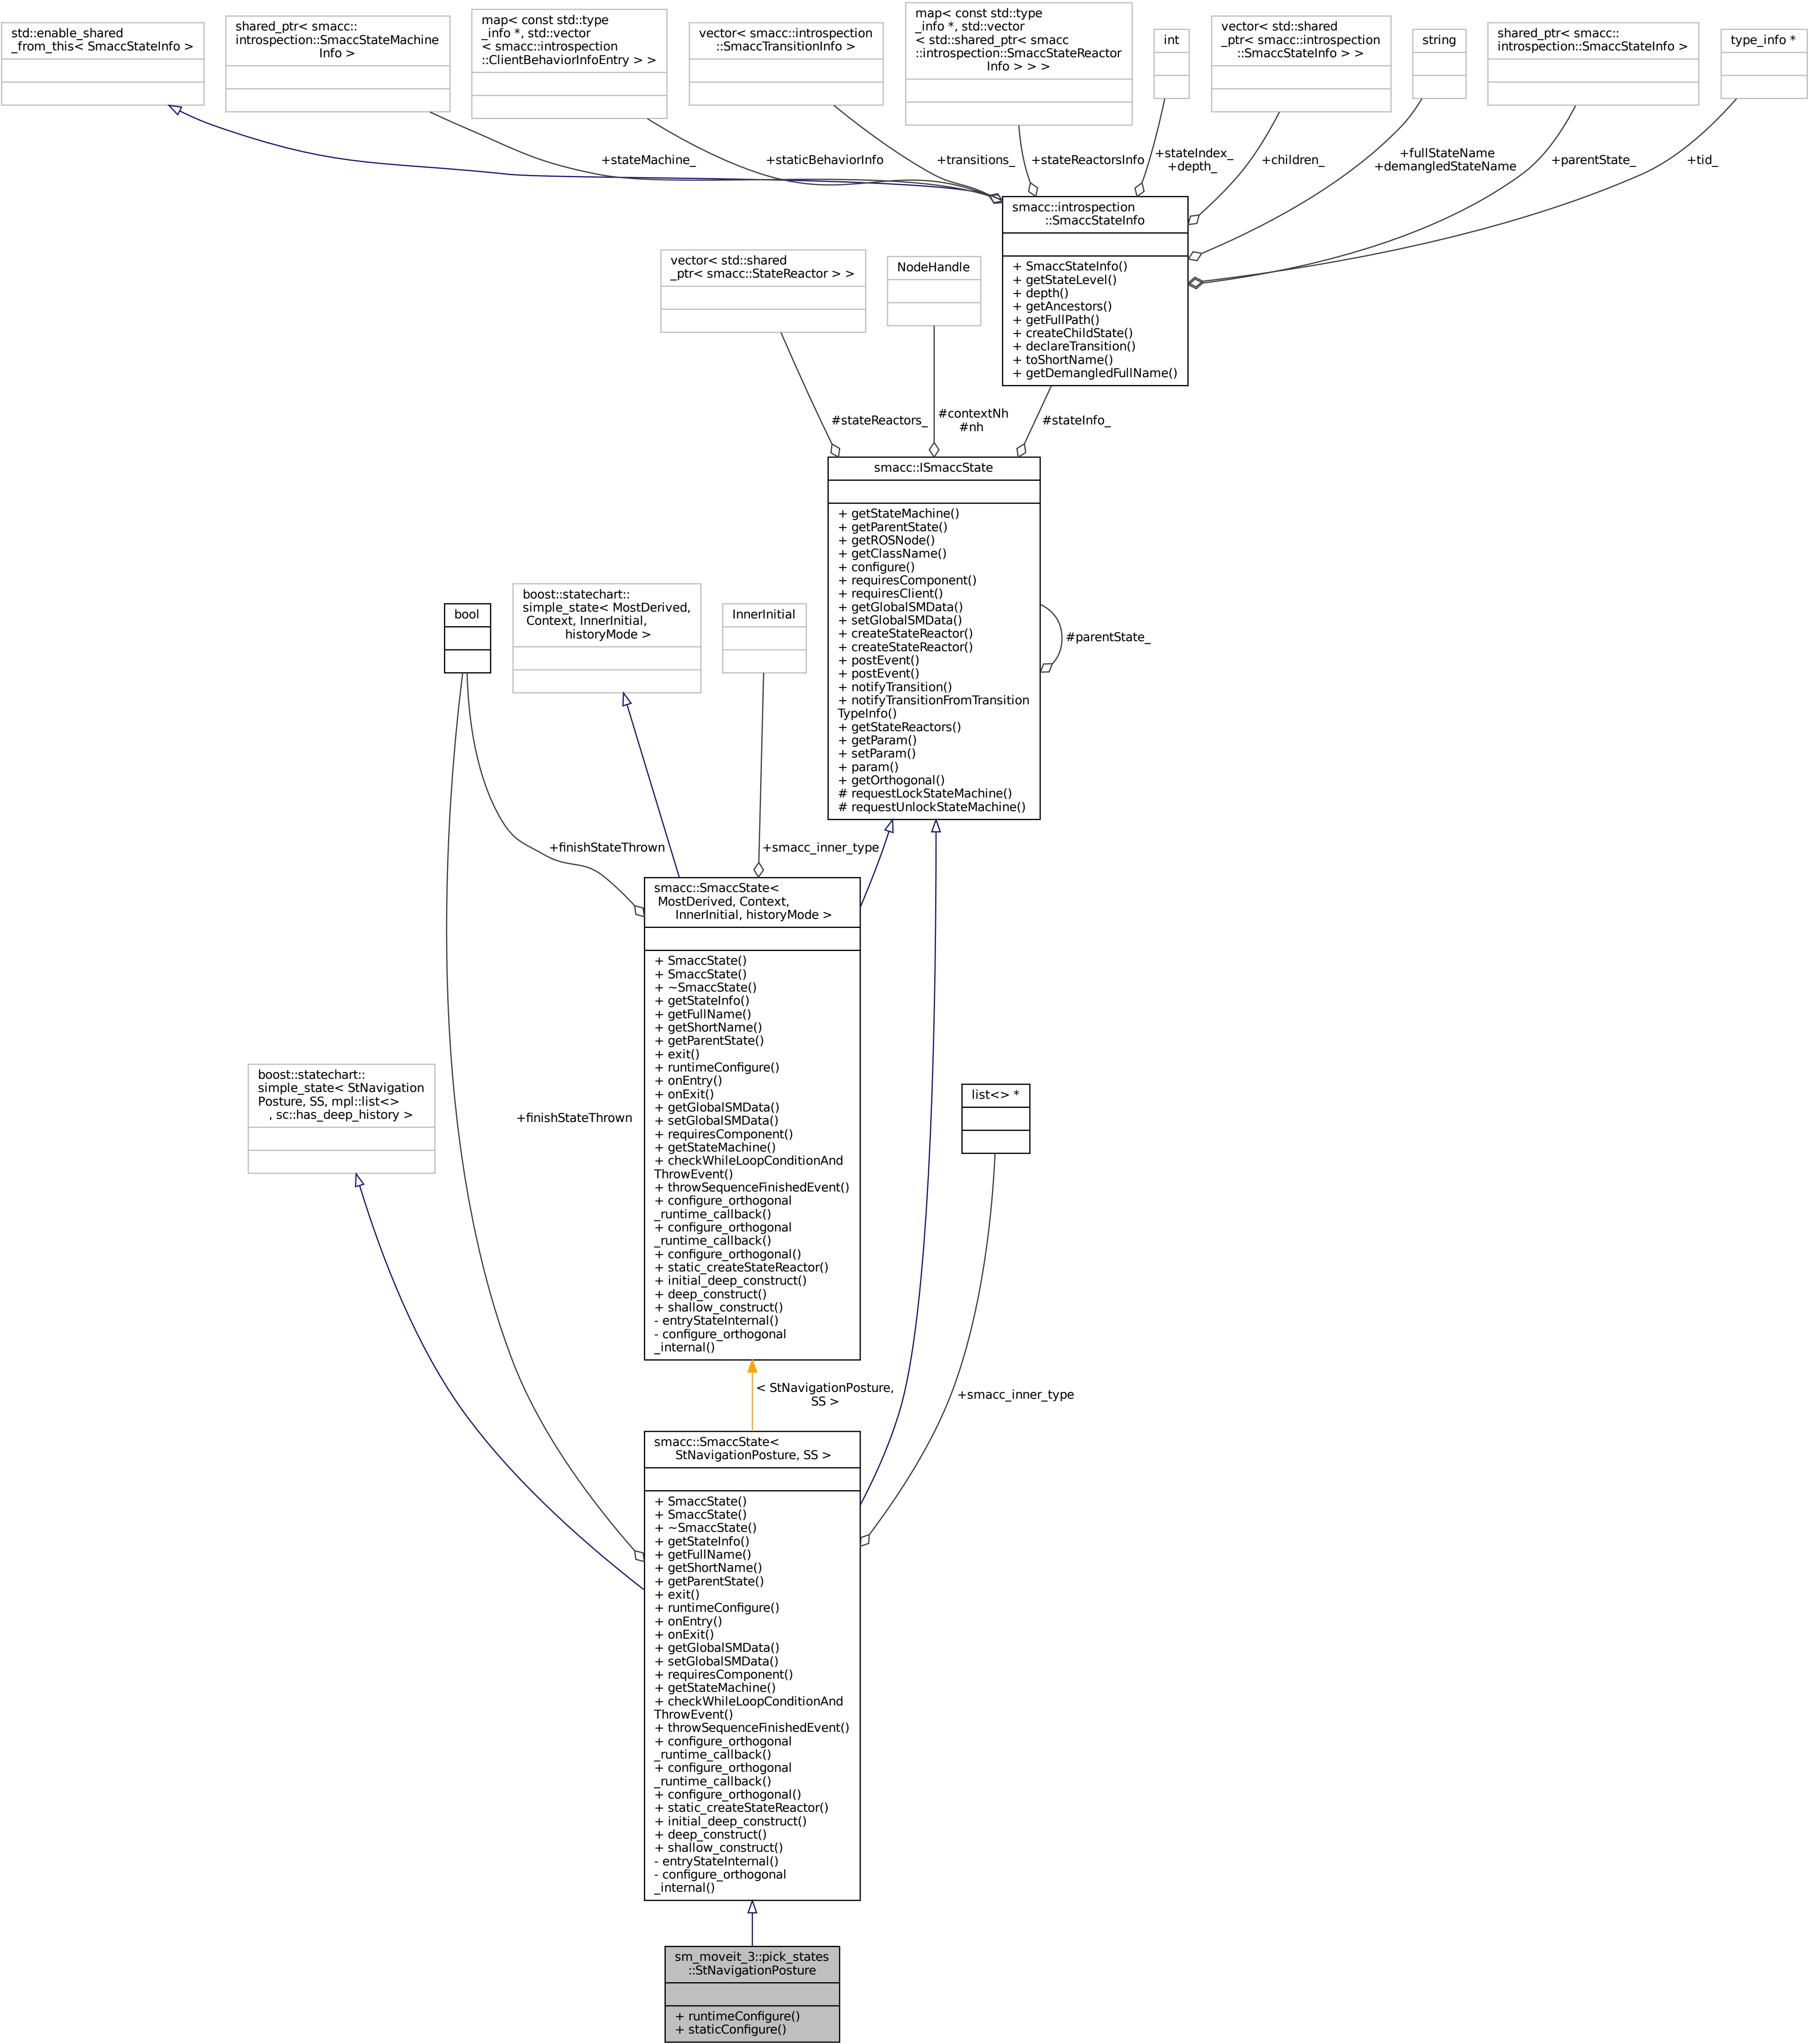 std::enable_shared
_from_this< SmaccStateInfo >
shared_ptr< smacc::
introspection::SmaccStateMachine
Info >
map< const std::type
_info *, std::vector
< smacc::introspection
::ClientBehaviorInfoEntry > >
vector< smacc::introspection
::SmaccTransitionInfo >
map< const std::type
_info *, std::vector
< std::shared_ptr< smacc
::introspection::SmaccStateReactor
Info > > >
int
vector< std::shared
_ptr< smacc::introspection
::SmaccStateInfo > >
string
shared_ptr< smacc::
introspection::SmaccStateInfo >
type_info *
+stateMachine_
+staticBehaviorInfo
+transitions_
+stateReactorsInfo
+stateIndex_
+depth_
+children_
+fullStateName
+demangledStateName
+parentState_
+tid_
smacc::introspection
::SmaccStateInfo
+ SmaccStateInfo()
+ getStateLevel()
+ depth()
+ getAncestors()
+ getFullPath()
+ createChildState()
+ declareTransition()
+ toShortName()
+ getDemangledFullName()
vector< std::shared
_ptr< smacc::StateReactor > >
NodeHandle
#stateReactors_
#contextNh
#nh
#stateInfo_
smacc::ISmaccState
+ getStateMachine()
+ getParentState()
+ getROSNode()
+ getClassName()
+ configure()
+ requiresComponent()
+ requiresClient()
+ getGlobalSMData()
+ setGlobalSMData()
+ createStateReactor()
+ createStateReactor()
+ postEvent()
+ postEvent()
+ notifyTransition()
+ notifyTransitionFromTransition
TypeInfo()
+ getStateReactors()
+ getParam()
+ setParam()
+ param()
+ getOrthogonal()
# requestLockStateMachine()
# requestUnlockStateMachine()
#parentState_
bool
boost::statechart::
simple_state< MostDerived,
Context, InnerInitial,
historyMode >
InnerInitial
+finishStateThrown
+smacc_inner_type
smacc::SmaccState<
MostDerived, Context,
InnerInitial, historyMode >
+ SmaccState()
+ SmaccState()
+ ~SmaccState()
+ getStateInfo()
+ getFullName()
+ getShortName()
+ getParentState()
+ exit()
+ runtimeConfigure()
+ onEntry()
+ onExit()
+ getGlobalSMData()
+ setGlobalSMData()
+ requiresComponent()
+ getStateMachine()
+ checkWhileLoopConditionAnd
ThrowEvent()
+ throwSequenceFinishedEvent()
+ configure_orthogonal
_runtime_callback()
+ configure_orthogonal
_runtime_callback()
+ configure_orthogonal()
+ static_createStateReactor()
+ initial_deep_construct()
+ deep_construct()
+ shallow_construct()
- entryStateInternal()
- configure_orthogonal
_internal()
boost::statechart::
simple_state< StNavigation
Posture, SS, mpl::list<>
, sc::has_deep_history >
+finishStateThrown
list<> *
< StNavigationPosture,
SS >
+smacc_inner_type
smacc::SmaccState<
StNavigationPosture, SS >
+ SmaccState()
+ SmaccState()
+ ~SmaccState()
+ getStateInfo()
+ getFullName()
+ getShortName()
+ getParentState()
+ exit()
+ runtimeConfigure()
+ onEntry()
+ onExit()
+ getGlobalSMData()
+ setGlobalSMData()
+ requiresComponent()
+ getStateMachine()
+ checkWhileLoopConditionAnd
ThrowEvent()
+ throwSequenceFinishedEvent()
+ configure_orthogonal
_runtime_callback()
+ configure_orthogonal
_runtime_callback()
+ configure_orthogonal()
+ static_createStateReactor()
+ initial_deep_construct()
+ deep_construct()
+ shallow_construct()
- entryStateInternal()
- configure_orthogonal
_internal()
sm_moveit_3::pick_states
::StNavigationPosture
+ runtimeConfigure()
+ staticConfigure()